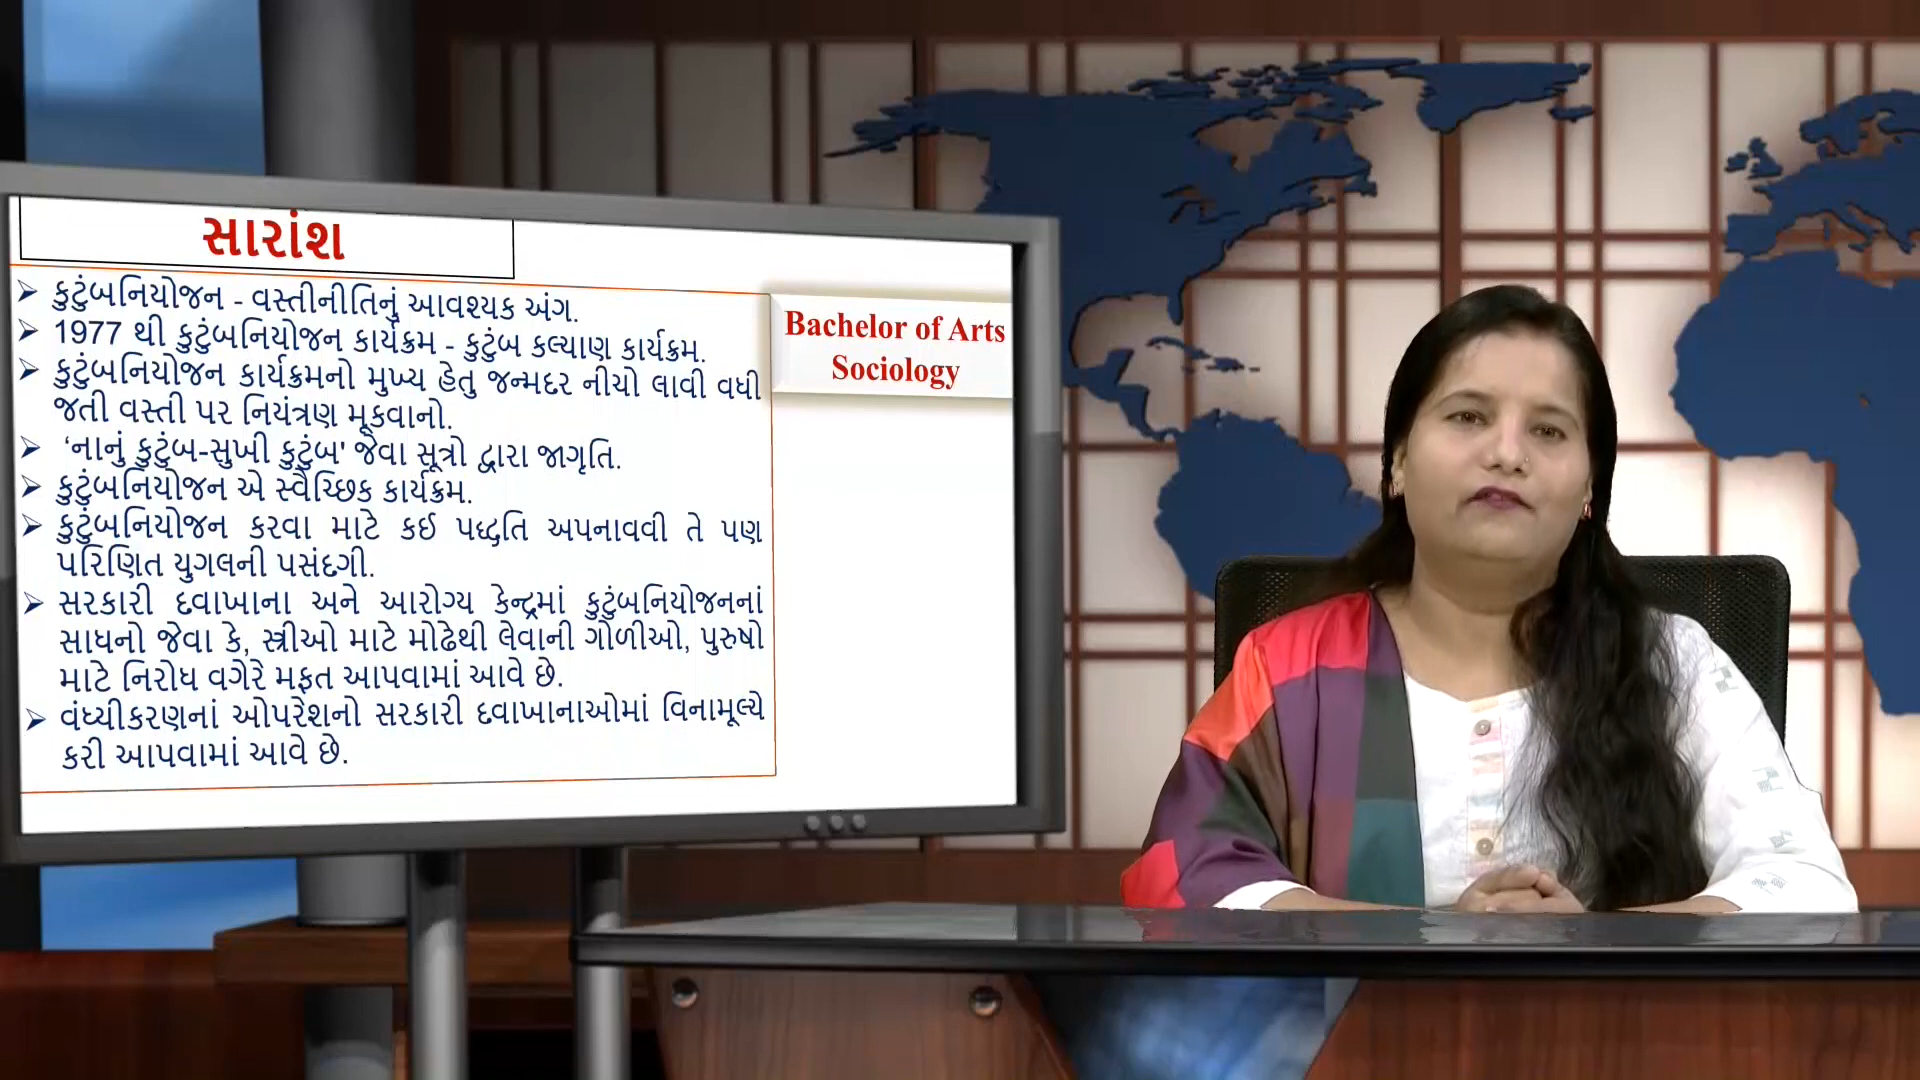 સારાંશ
કુટુંબનિયોજન - વસ્તીનીતિનું આવશ્યક અંગ.
1977 થી કુટુંબનિયોજન કાર્યક્રમ - કુટુંબ કલ્યાણ કાર્યક્રમ.
કુટુંબનિયોજન કાર્યક્રમનો મુખ્ય હેતુ જન્મદર નીચો લાવી વધી
જતી વસ્તી પર નિયંત્રણ મૂકવાનો.
‘નાનું કુટુંબ-સુખી કુટુંબ' જેવા સૂત્રો દ્વારા જાગૃતિ.
કુટુંબનિયોજન એ સ્વૈચ્છિક કાર્યક્રમ.
કુટુંબનિયોજન કરવા માટે કઈ પદ્ધતિ અપનાવવી તે પણ
પરિણિત યુગલની પસંદગી.
સરકારી દવાખાના અને આરોગ્ય કેન્દ્રમાં કુટુંબનિયોજનનાં
સાધનો જેવા કે, સ્ત્રીઓ માટે મોઢેથી લેવાની ગોળીઓ, પુરુષો
માટે નિરોધ વગેરે મફત આપવામાં આવે છે.
વંધ્યીકરણનાં ઓપરેશનો સરકારી દવાખાનાઓમાં વિનામૂલ્યે
કરી આપવામાં આવે છે.
Bachelor of Arts
Sociology